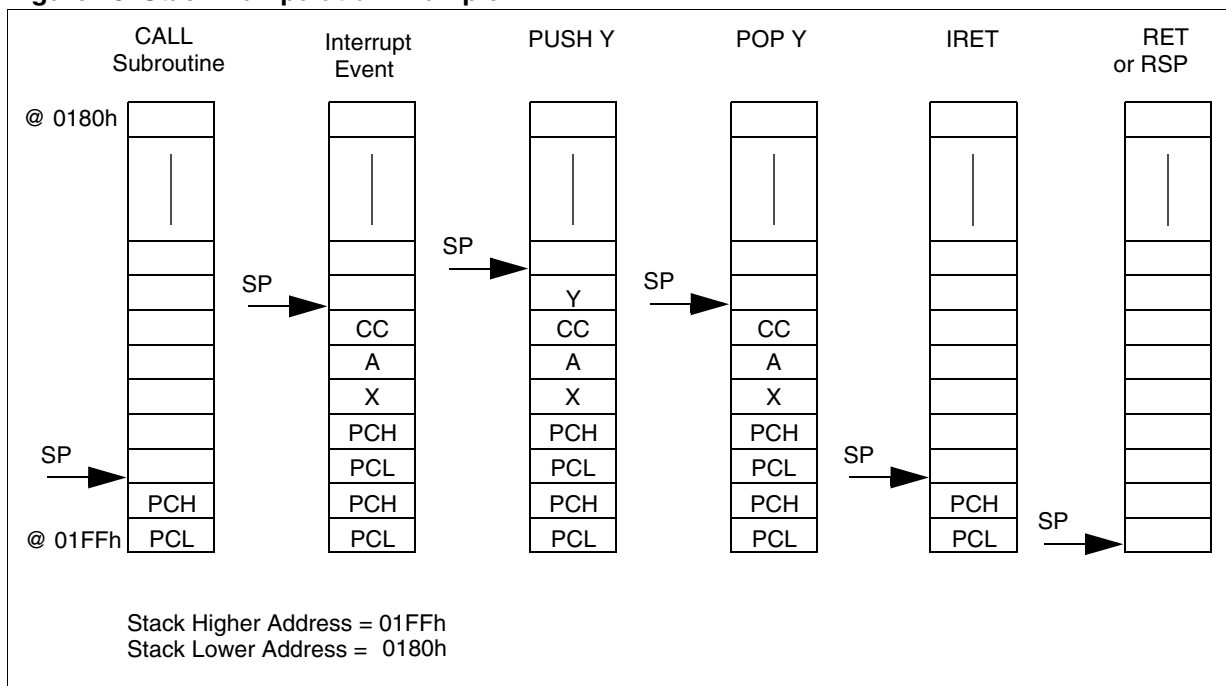 CALL
Subroutine
Interrupt
Event
PUSH Y
POP Y
IRET
RET
or RSP
@ 0180h
SP
SP
SP
Y
CC
CC
CC
A
A
A
X
X
X
PCH
PCH
PCH
SP
PCL
PCL
PCL
SP
PCH
PCH
PCH
PCH
PCH
SP
@ 01FFh
PCL
PCL
PCL
PCL
PCL
Stack Higher Address = 01FFh
Stack Lower Address = 0180h